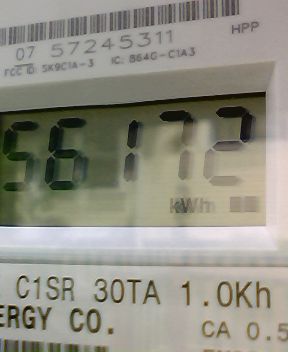 07 57245311
HPP
FCC ID: SK9C1A-3 IC: 864G-C1A3
56172
kWh
C1SR 30TA 1.0Kh
ERGY CO.
CA 0.5